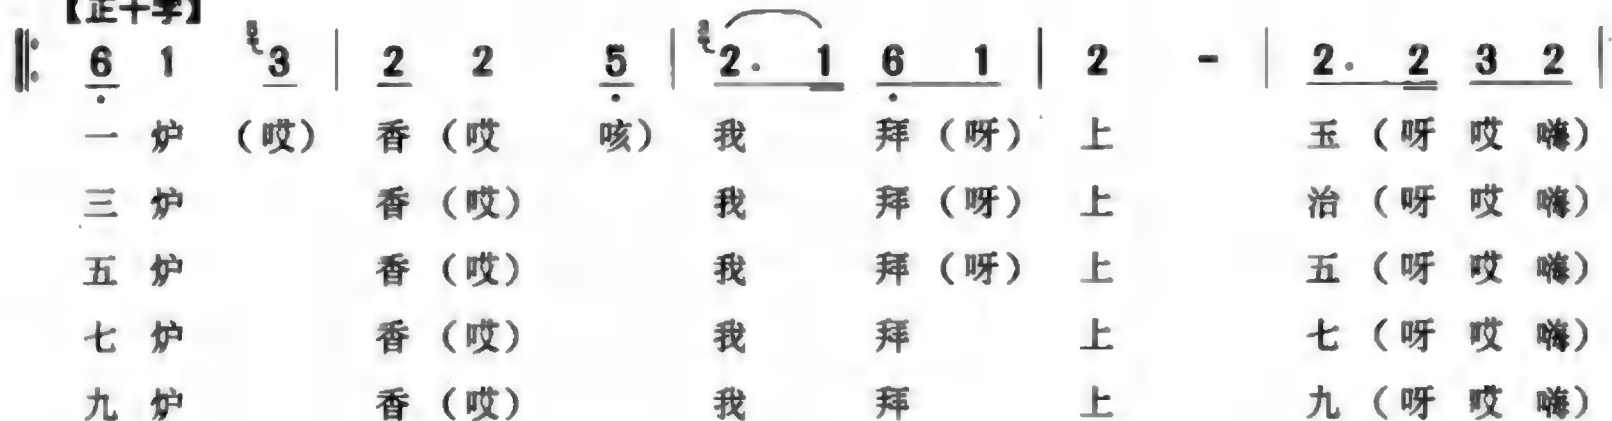 【正十字】
6 1 3 | 2 2 5 | 2. 1 6 1 | 2 - | 2. 2 3 2 |
一 炉 (哎) 香 (哎 咳) 我 拜 (呀) 上 玉 (呀 哎 嗨)
三 炉 香 (哎) 我 拜 (呀) 上 治 (呀 哎 嗨)
五 炉 香 (哎) 我 拜 (呀) 上 五 (呀 哎 嗨)
七 炉 香 (哎) 我 拜 上 七 (呀 哎 嗨)
九 炉 香 (哎) 我 拜 上 九 (呀 哎 嗨)